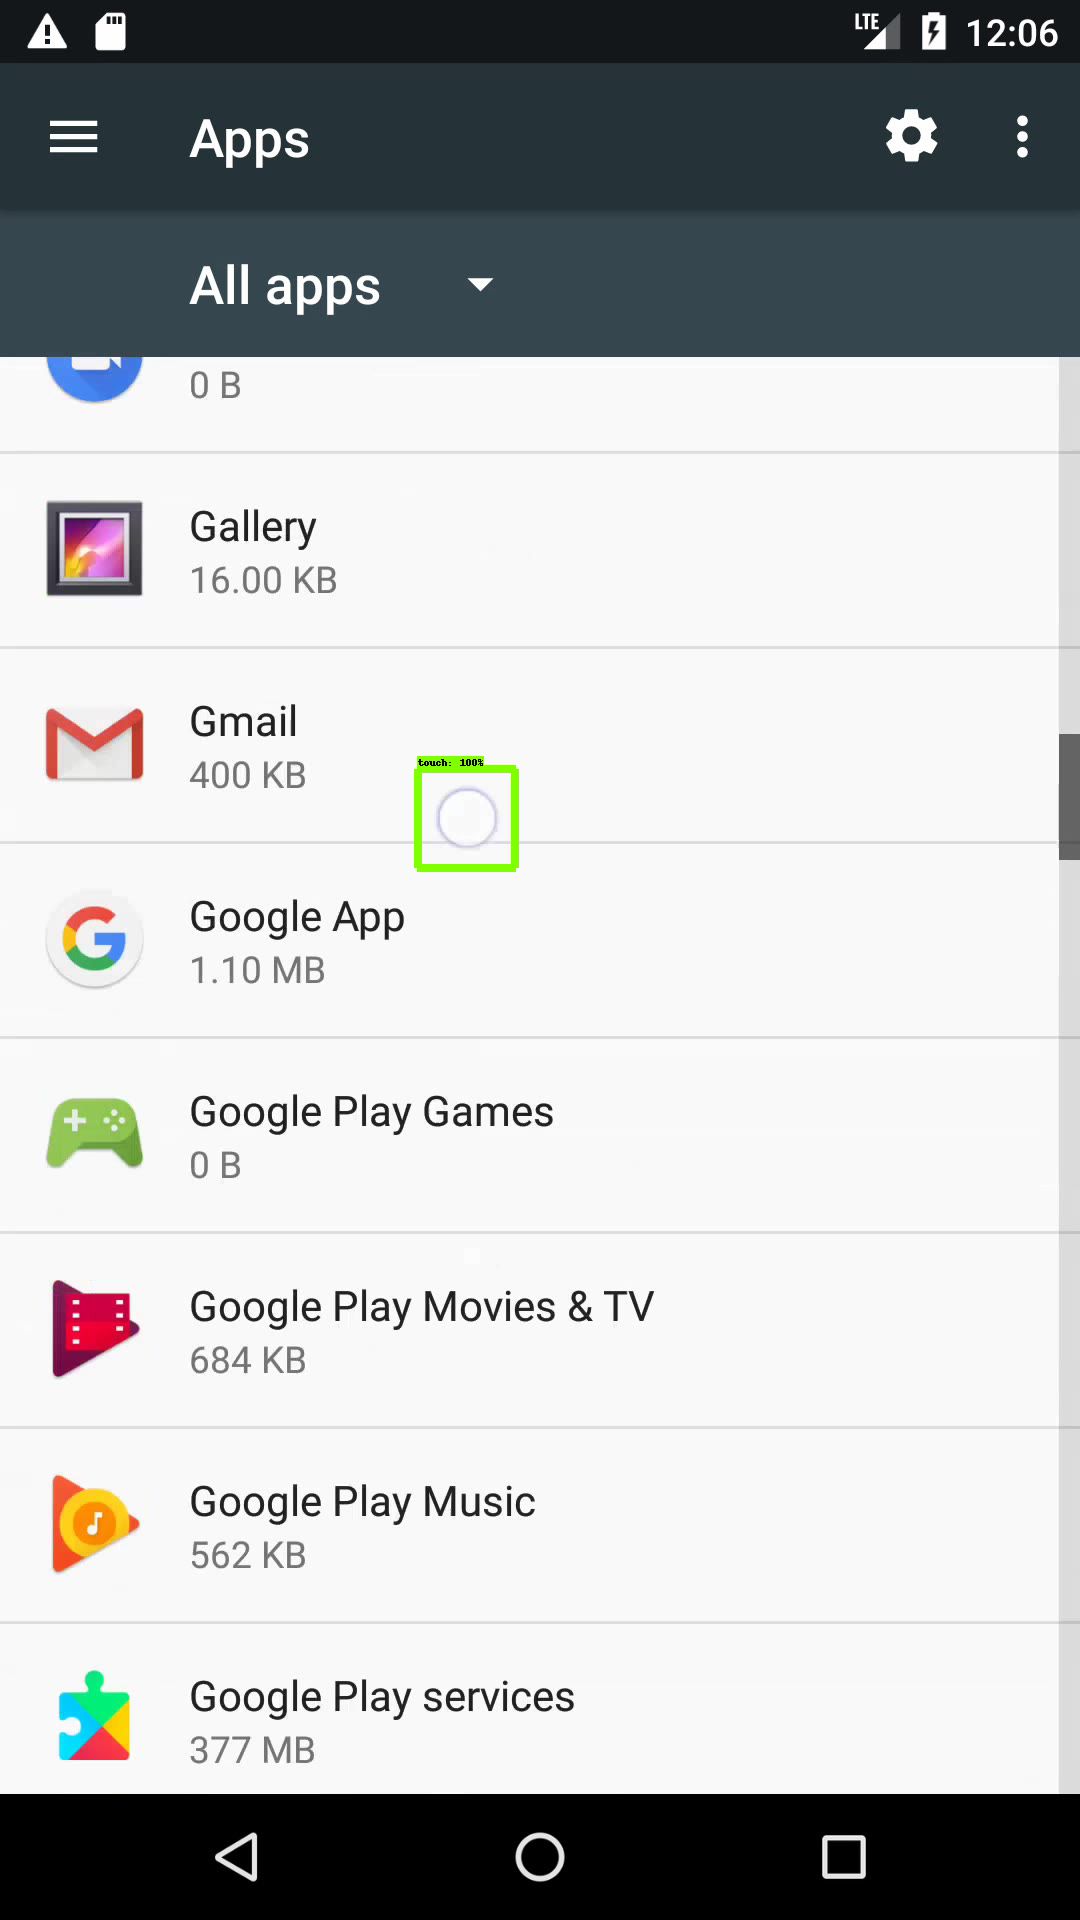 LTE 12:06
Apps
All apps
0 B
Gallery
16.00 KB
Gmail
400 KB
touch: 100%
Google App
1.10 MB
Google Play Games
0 B
Google Play Movies & TV
684 KB
Google Play Music
562 KB
Google Play services
377 MB